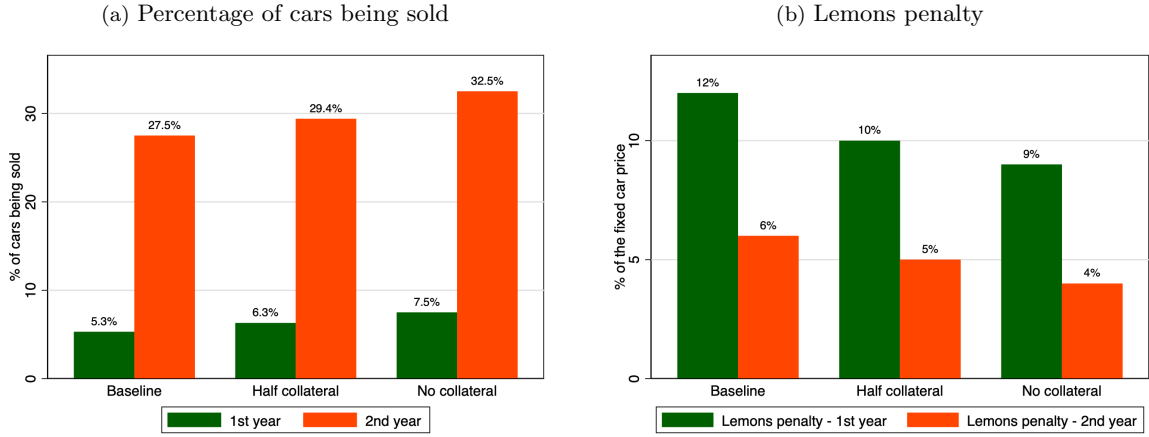 (a) Percentage of cars being sold
% of cars being sold
30
20
10
0
5.3%
27.5%
6.3%
29.4%
7.5%
32.5%
Baseline
Half collateral
No collateral
1st year
2nd year
(b) Lemons penalty
% of the fixed car price
10
5
0
12%
6%
10%
5%
9%
4%
Baseline
Half collateral
No collateral
Lemons penalty - 1st year
Lemons penalty - 2nd year